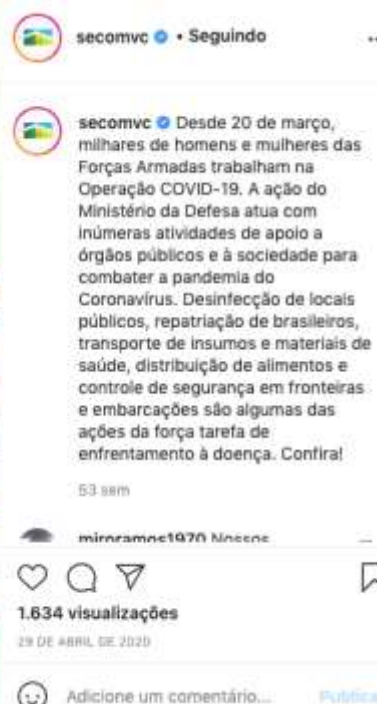 secomvc • Seguindo
secomvc Desde 20 de março,
milhares de homens e mulheres das
Forças Armadas trabalham na
Operação COVID-19. A ação do
Ministério da Defesa atua com
inúmeras atividades de apoio a
órgãos públicos e à sociedade para
combater a pandemia do
Coronavírus. Desinfecção de locais
públicos, repatriação de brasileiros,
transporte de insumos e materiais de
saúde, distribuição de alimentos e
controle de segurança em fronteiras
e embarcações são algumas das
ações da força tarefa de
enfrentamento à doença. Confira!
53 sem
miroramos1970 Nossos
1.634 visualizações
29 DE ABRIL DE 2020
Adicione um comentário... Publicar